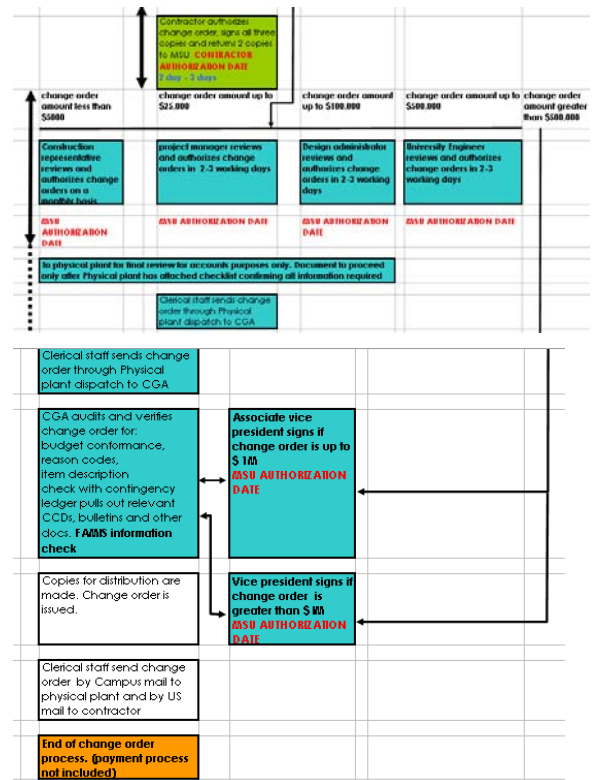 Contractor authorizes
change order, signs all three
copies and returns 2 copies
to MSU CONTRACTOR
AUTHORIZATION DATE
2 day - 3 days
change order
amount less than
$5000
change order amount up to
$25,000
change order amount
up to $100,000
change order amount up to
$500,000
change order
amount greater
than $500,000
Construction
representative
reviews and
authorizes change
orders on a
monthly basis
project manager reviews
and authorizes change
orders in 2-3 working days
Design administrator
reviews and
authorizes change
orders in 2-3 working
days
University Engineer
reviews and authorizes
change orders in 2-3
working days
MSU
AUTHORIZATION
DATE
MSU AUTHORIZATION DATE
MSU AUTHORIZATION
DATE
MSU AUTHORIZATION DATE
To physical plant for final review for accounts purposes only. Document to proceed
only after Physical plant has attached checklist confirming all information required
Clerical staff sends change
order through Physical
plant dispatch to CGA
Clerical staff sends change
order through Physical
plant dispatch to CGA
CGA audits and verifies
change order for:
budget conformance,
reason codes,
item description
check with contingency
ledger pulls out relevant
CCDs, bulletins and other
docs. FAMIS information
check
Associate vice
president signs if
change order is up to
$ 1M
MSU AUTHORIZATION
DATE
Copies for distribution are
made. Change order is
issued.
Vice president signs if
change order is
greater than $ 1M
MSU AUTHORIZATION
DATE
Clerical staff send change
order by Campus mail to
physical plant and by US
mail to contractor
End of change order
process. (payment process
not included)